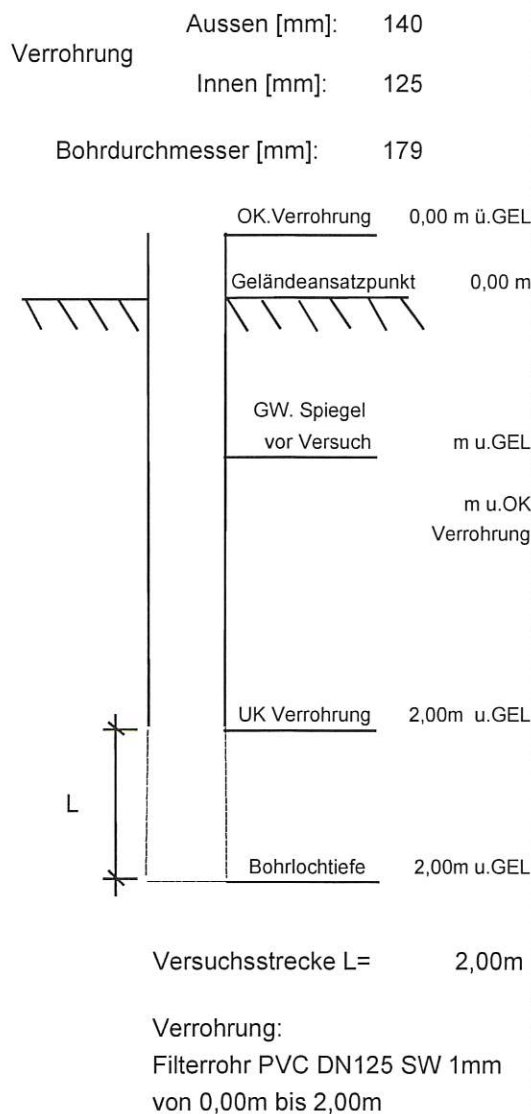 Aussen [mm]: 140
Verrohrung
Innen [mm]: 125
Bohrdurchmesser [mm]: 179
OK.Verrohrung 0,00 m ü.GEL
Geländeansatzpunkt 0,00 m
GW. Spiegel
vor Versuch m u.GEL
m u.OK
Verrohrung
UK Verrohrung 2,00m u.GEL
L
Bohrlochtiefe 2,00m u.GEL
Versuchsstrecke L= 2,00m
Verrohrung:
Filterrohr PVC DN125 SW 1mm
von 0,00m bis 2,00m